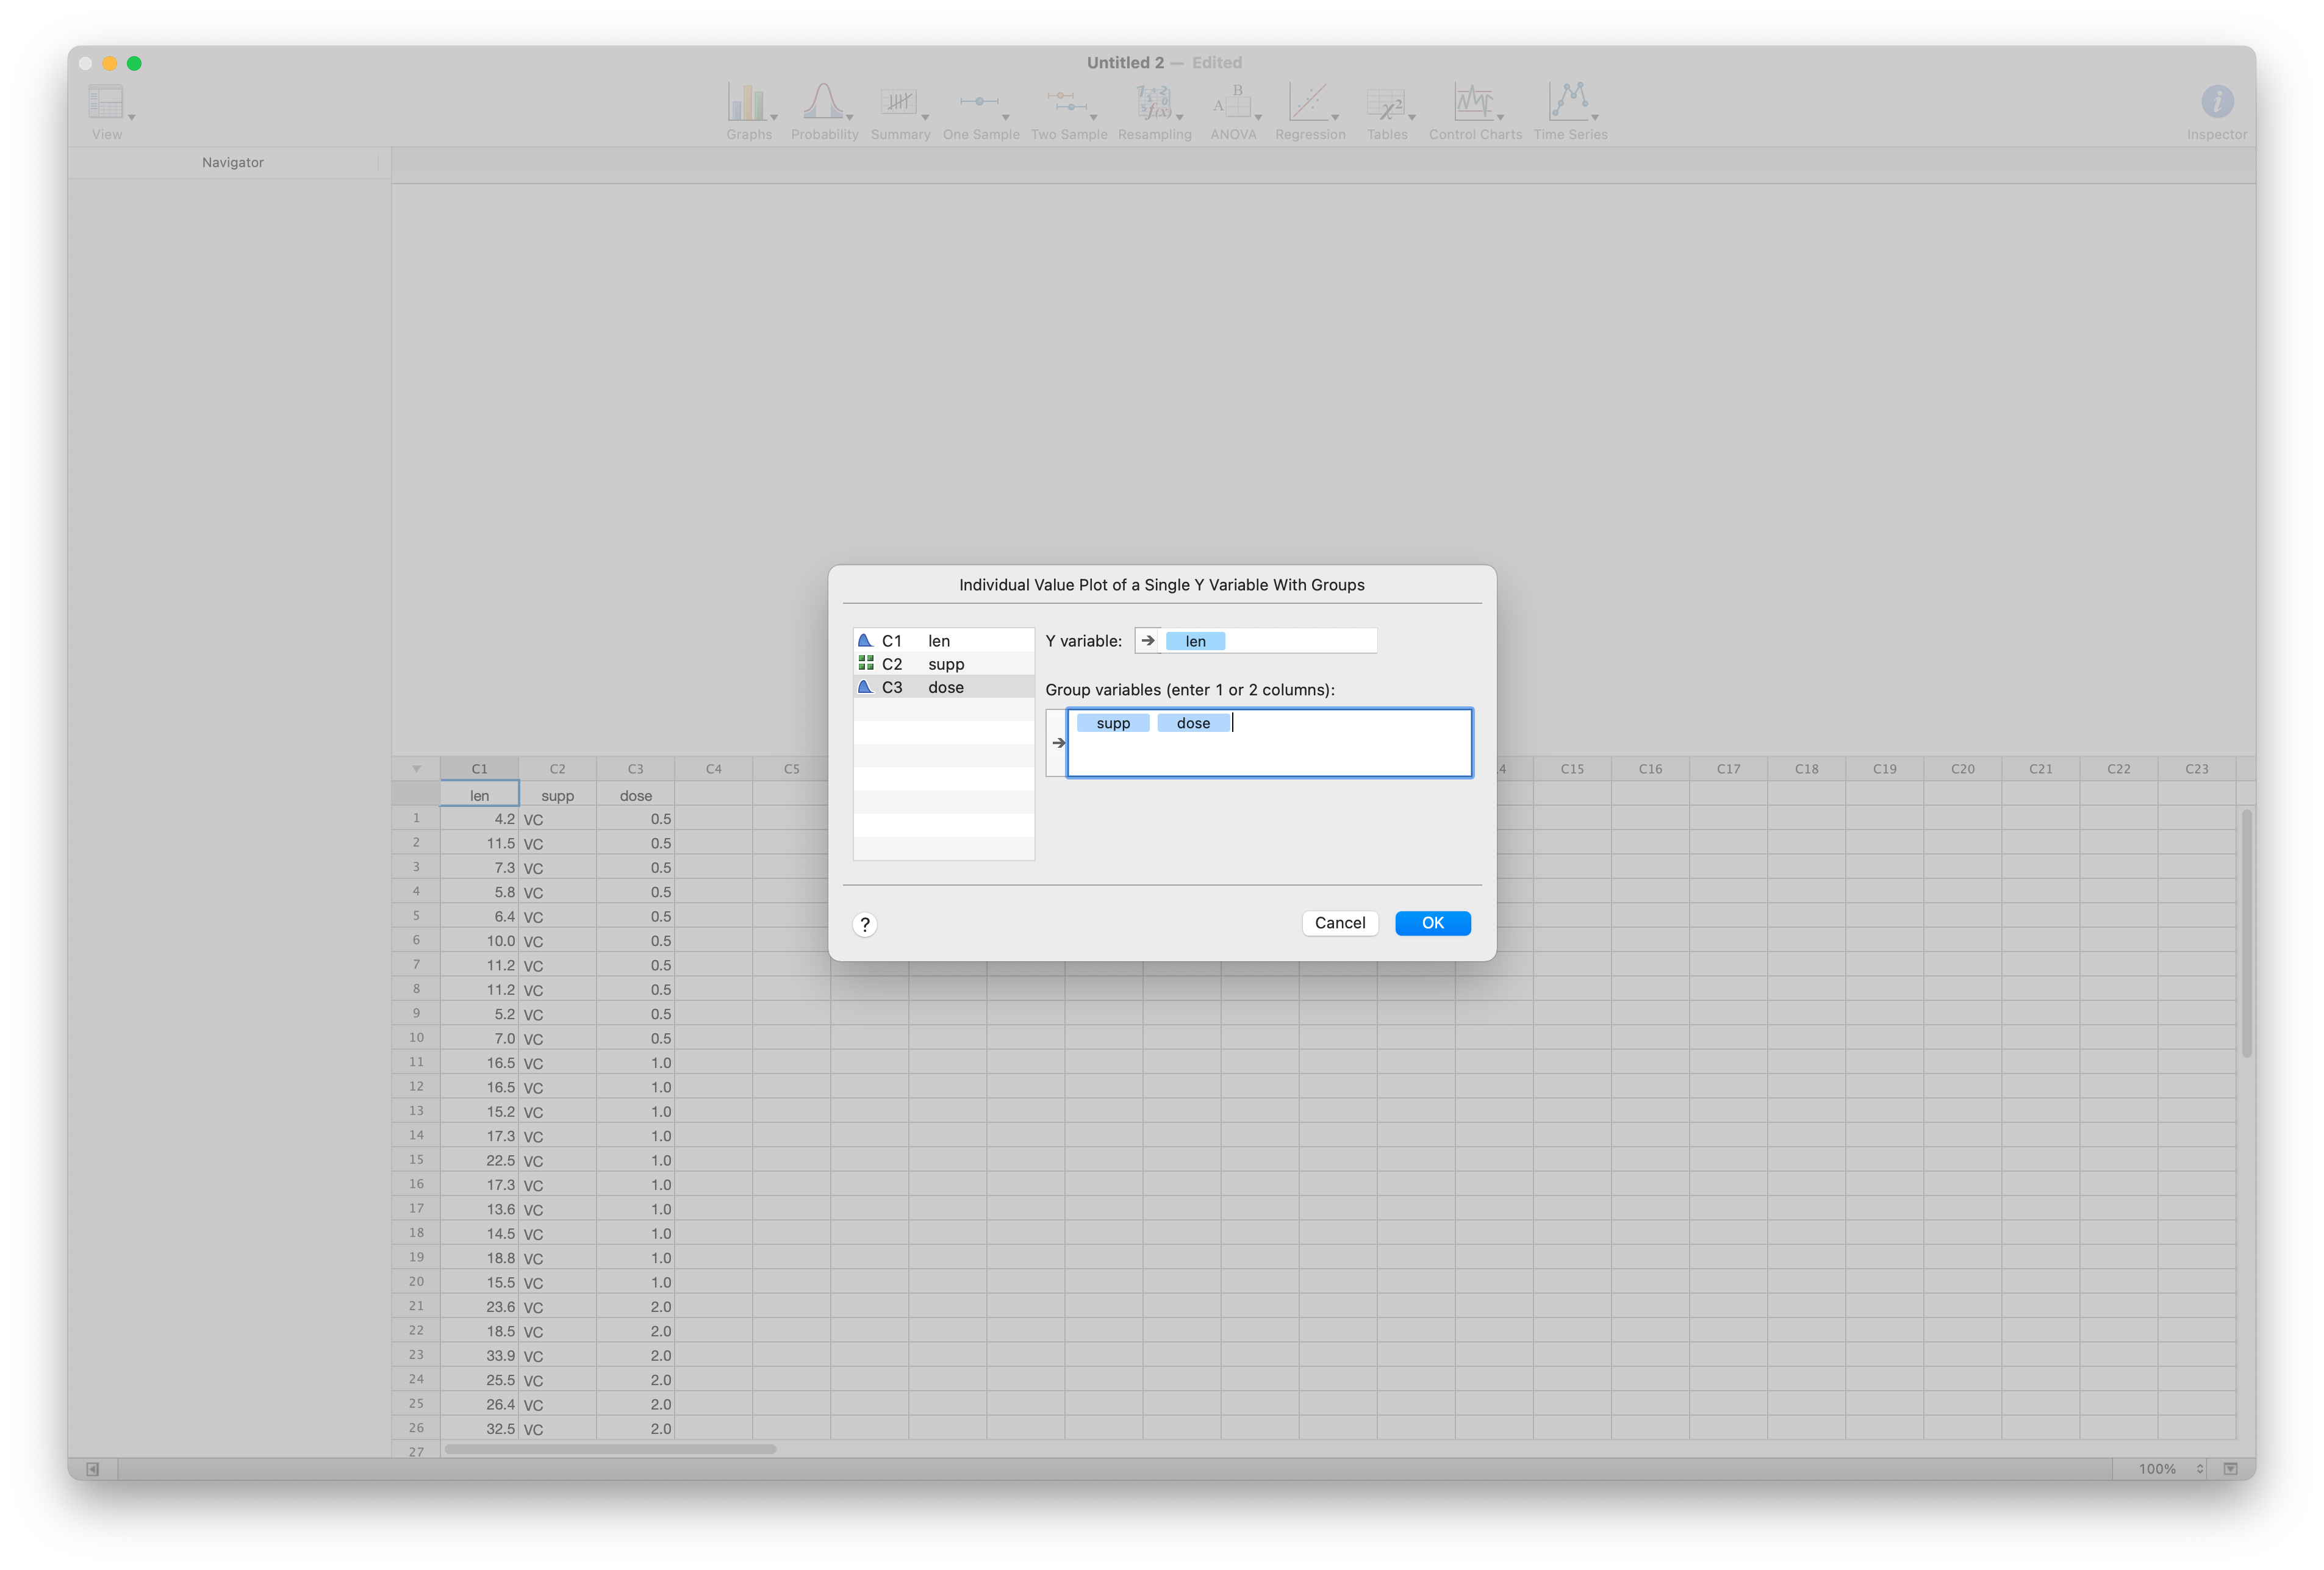 Untitled 2 — Edited
View
Graphs Probability Summary One Sample Two Sample Resampling ANOVA Regression Tables Control Charts Time Series
Inspector
Navigator
Individual Value Plot of a Single Y Variable With Groups
C1 len
C2 supp
C3 dose
Y variable: len
Group variables (enter 1 or 2 columns):
supp dose
?
Cancel OK
C1 C2 C3 C4 C5 4 C15 C16 C17 C18 C19 C20 C21 C22 C23
len supp dose
1 4.2 VC 0.5
2 11.5 VC 0.5
3 7.3 VC 0.5
4 5.8 VC 0.5
5 6.4 VC 0.5
6 10.0 VC 0.5
7 11.2 VC 0.5
8 11.2 VC 0.5
9 5.2 VC 0.5
10 7.0 VC 0.5
11 16.5 VC 1.0
12 16.5 VC 1.0
13 15.2 VC 1.0
14 17.3 VC 1.0
15 22.5 VC 1.0
16 17.3 VC 1.0
17 13.6 VC 1.0
18 14.5 VC 1.0
19 18.8 VC 1.0
20 15.5 VC 1.0
21 23.6 VC 2.0
22 18.5 VC 2.0
23 33.9 VC 2.0
24 25.5 VC 2.0
25 26.4 VC 2.0
26 32.5 VC 2.0
27
100%